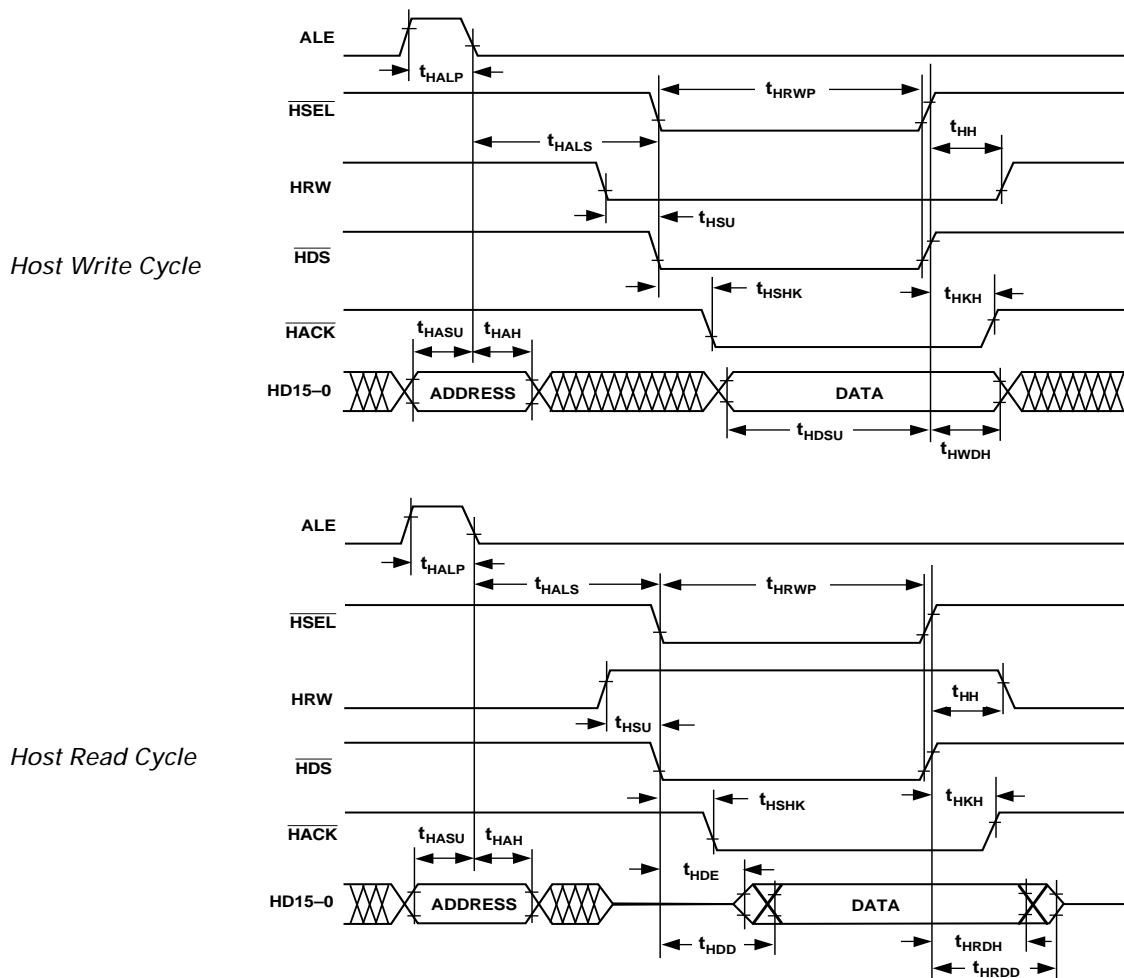 ALE
tHALP
HSEL
tHRWP
tHALS
tHH
HRW
tHSU
Host Write Cycle
HDS
tHSHK
tHKH
HACK
tHASU
tHAH
HD15–0
ADDRESS
DATA
tHDSU
tHWDH
ALE
tHALP
tHALS
tHRWP
HSEL
HRW
tHH
tHSU
Host Read Cycle
HDS
tHSHK
tHKH
HACK
tHASU
tHAH
tHDE
HD15–0
ADDRESS
DATA
tHDD
tHRDH
tHRDD